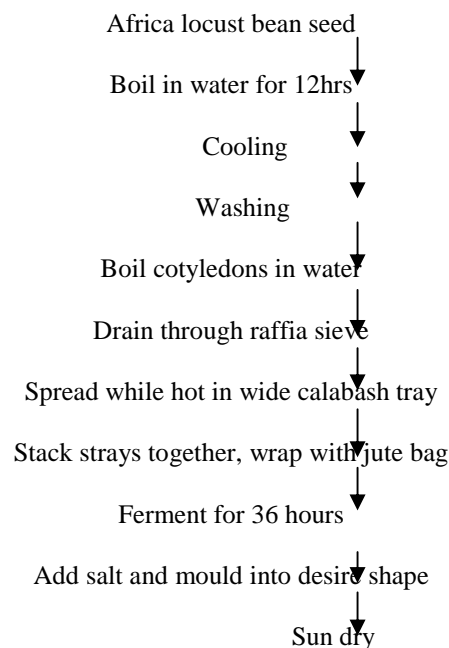 Africa locust bean seed
Boil in water for 12hrs
Cooling
Washing
Boil cotyledons in water
Drain through raffia sieve
Spread while hot in wide calabash tray
Stack strays together, wrap with jute bag
Ferment for 36 hours
Add salt and mould into desire shape
Sun dry